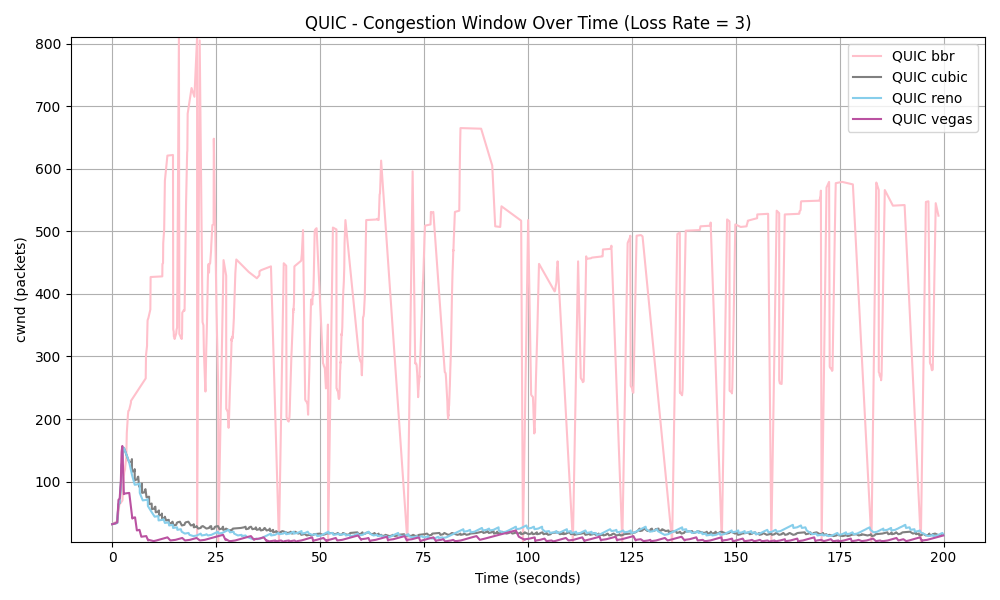 QUIC - Congestion Window Over Time (Loss Rate = 3)
QUIC bbr
QUIC cubic
QUIC reno
QUIC vegas
cwnd (packets)
800
700
600
500
400
300
200
100
0
25
50
75
100
125
150
175
200
Time (seconds)